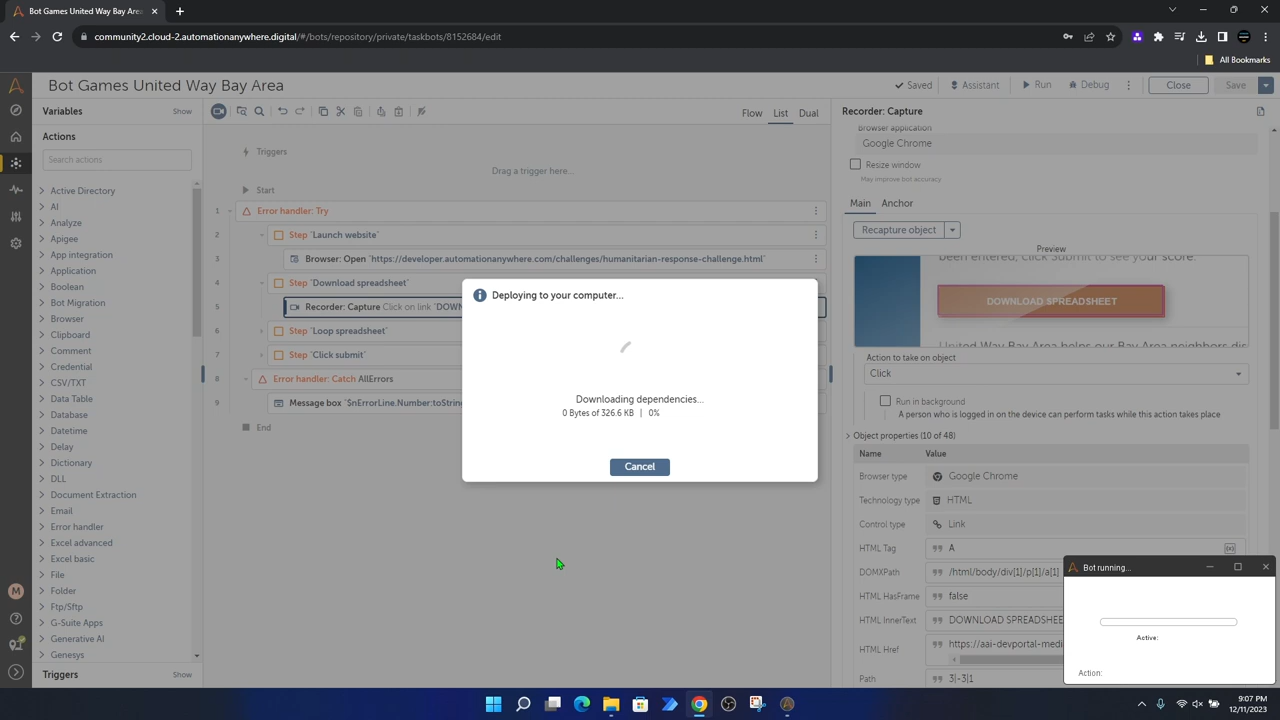 Bot Games United Way Bay Area
community2.cloud-2.automationanywhere.digital/#/bots/repository/private/taskbots/8152684/edit
All Bookmarks
Bot Games United Way Bay Area
Saved
Assistant
Run
Debug
Close
Save
Variables
Show
Flow
List
Dual
Recorder: Capture
Actions
Search actions
Active Directory
AI
Analyze
Apigee
App integration
Application
Boolean
Bot Migration
Browser
Clipboard
Comment
Credential
CSV/TXT
Data Table
Database
Datetime
Delay
Dictionary
DLL
Document Extraction
Email
Error handler
Excel advanced
Excel basic
File
Folder
Ftp/Sftp
G-Suite Apps
Generative AI
Genesys
Triggers
Show
Triggers
Drag a trigger here...
Start
1 Error handler: Try
2 Step "Launch website"
3 Browser: Open "https://developer.automationanywhere.com/challenges/humanitarian-response-challenge.html"
4 Step "Download spreadsheet"
5 Recorder: Capture Click on link "DOWN
6 Step "Loop spreadsheet"
7 Step "Click submit"
8 Error handler: Catch AllErrors
9 Message box "$nErrorLine.Number:toString
End
Deploying to your computer...
Downloading dependencies...
0 Bytes of 326.6 KB | 0%
Cancel
Browser application
Google Chrome
Resize window
May improve bot accuracy
Main
Anchor
Recapture object
Preview
been entered, click Submit to see your score.
DOWNLOAD SPREADSHEET
United Way Bay Area helps our Bay Area neighbors dis
Action to take on object
Click
Run in background
A person who is logged in on the device can perform tasks while this action takes place
Object properties (10 of 48)
Name Value
Browser type Google Chrome
Technology type HTML
Control type Link
HTML Tag A
DOMXPath /html/body/div[1]/p[1]/a[1]
HTML HasFrame false
HTML InnerText DOWNLOAD SPREADSHEE
HTML Href https://aai-devportal-medi
Path 3|-3|1
Bot running...
Active:
Action:
M
9:07 PM
12/11/2023